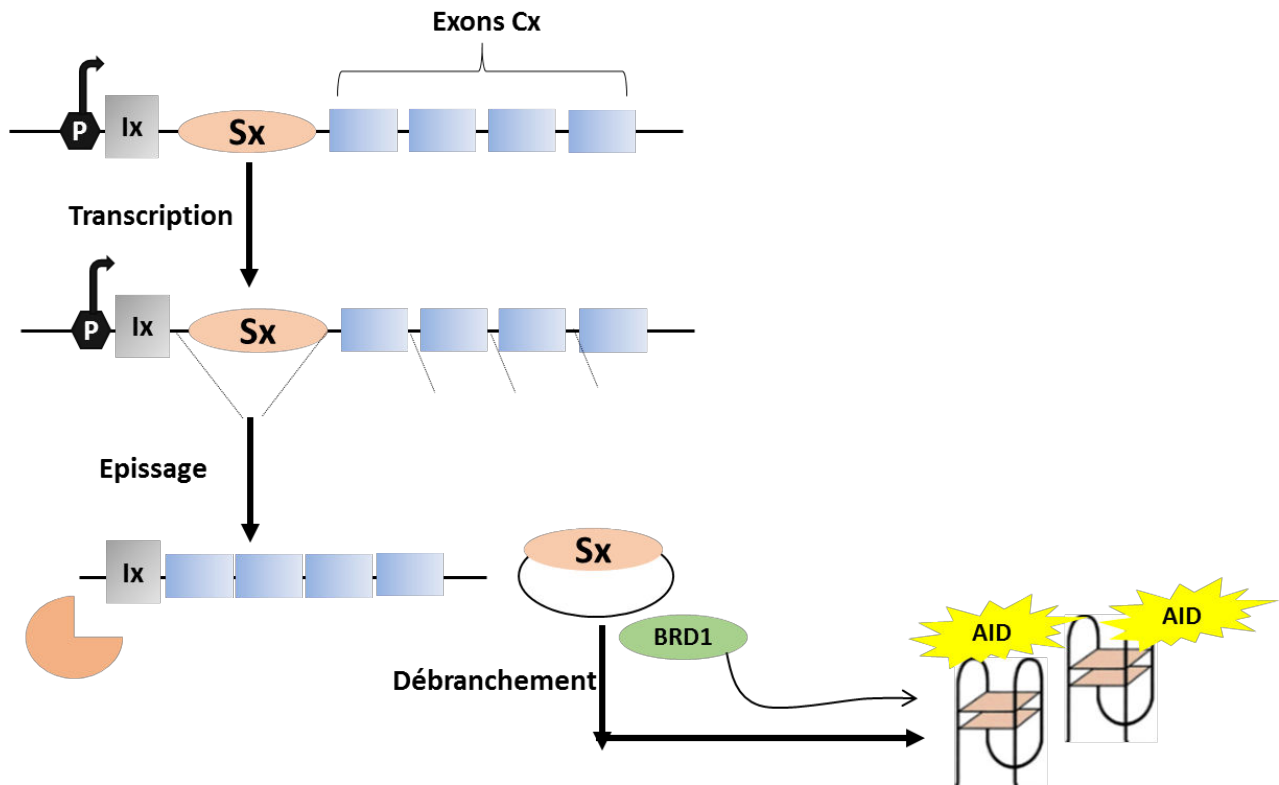 Exons Cx
P
Ix
Sx
Transcription
P
Ix
Sx
Epissage
Ix
Sx
BRD1
Débranchement
AID
AID